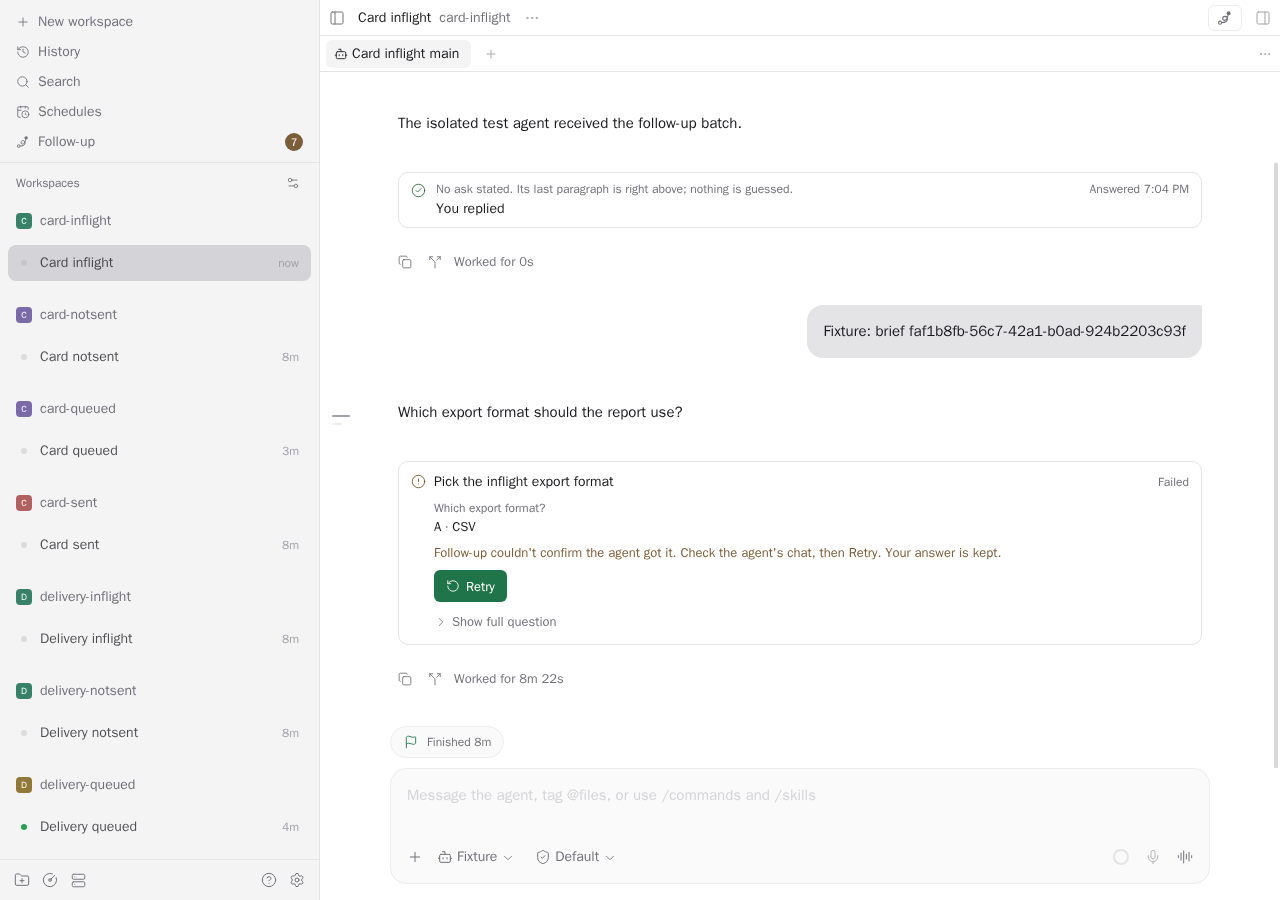 New workspace
History
Search
Schedules
Follow-up 7
Workspaces
C card-inflight
Card inflight now
C card-notsent
Card notsent 8m
C card-queued
Card queued 3m
C card-sent
Card sent 8m
D delivery-inflight
Delivery inflight 8m
D delivery-notsent
Delivery notsent 8m
D delivery-queued
Delivery queued 4m
Card inflight card-inflight
Card inflight main
The isolated test agent received the follow-up batch.
No ask stated. Its last paragraph is right above; nothing is guessed. Answered 7:04 PM
You replied
Worked for 0s
Fixture: brief faf1b8fb-56c7-42a1-b0ad-924b2203c93f
Which export format should the report use?
Pick the inflight export format Failed
Which export format?
A · CSV
Follow-up couldn't confirm the agent got it. Check the agent's chat, then Retry. Your answer is kept.
Retry
Show full question
Worked for 8m 22s
Finished 8m
Message the agent, tag @files, or use /commands and /skills
Fixture Default